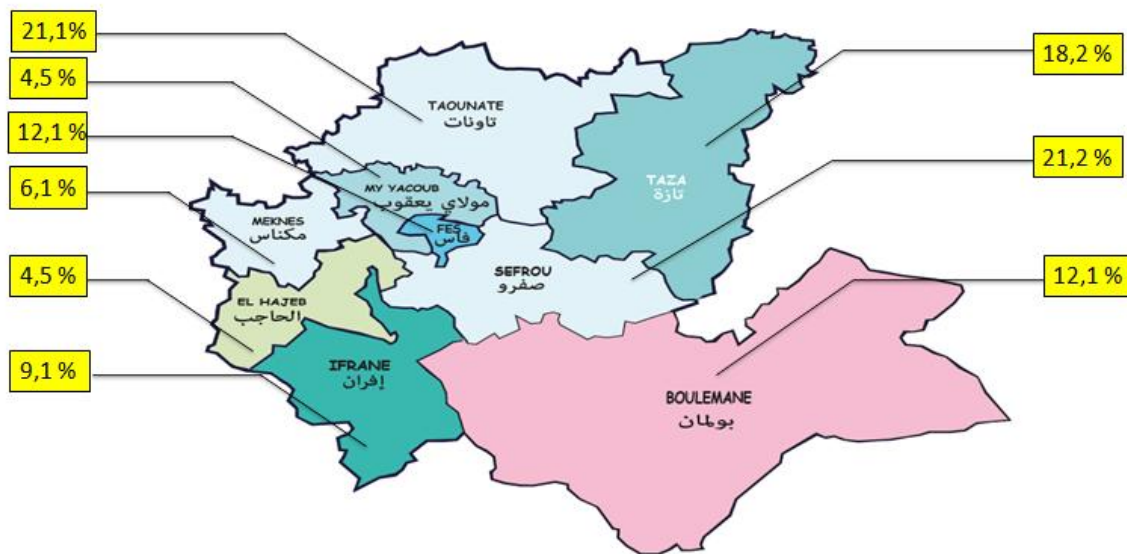 21,1%
4,5 %
12,1 %
6,1 %
4,5 %
9,1 %
18,2 %
21,2 %
12,1 %
TAOUNATE
تاونات
TAZA
تازة
MY YACOUB
مولاي يعقوب
FES
فاس
MEKNES
مكناس
SEFROU
صفرو
EL HAJEB
الحاجب
IFRANE
إفران
BOULEMANE
بولمان